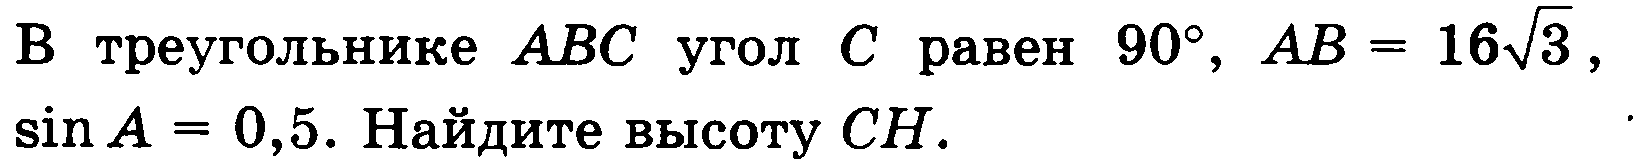 В треугольнике ABC угол C равен 90°, AB = 16√3,
sin A = 0,5. Найдите высоту CH.